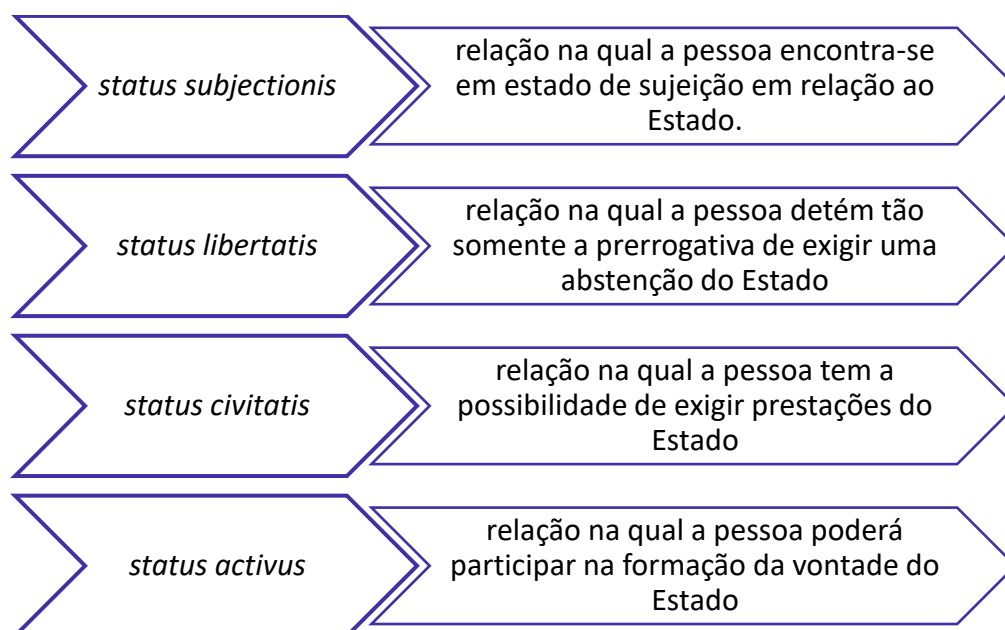 status subjectionis
relação na qual a pessoa encontra-se
em estado de sujeição em relação ao
Estado.
status libertatis
relação na qual a pessoa detém tão
somente a prerrogativa de exigir uma
abstenção do Estado
status civitatis
relação na qual a pessoa tem a
possibilidade de exigir prestações do
Estado
status activus
relação na qual a pessoa poderá
participar na formação da vontade do
Estado